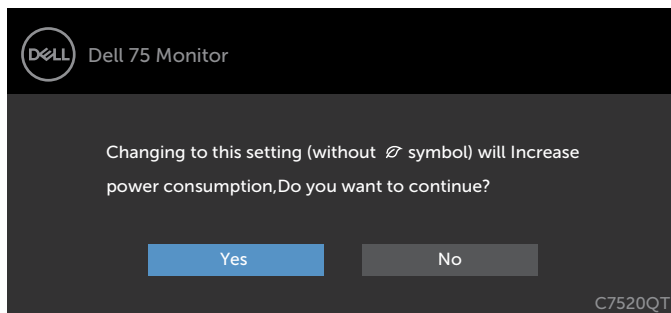 DELL
Dell 75 Monitor
Changing to this setting (without symbol) will Increase
power consumption,Do you want to continue?
Yes
No
C7520QT